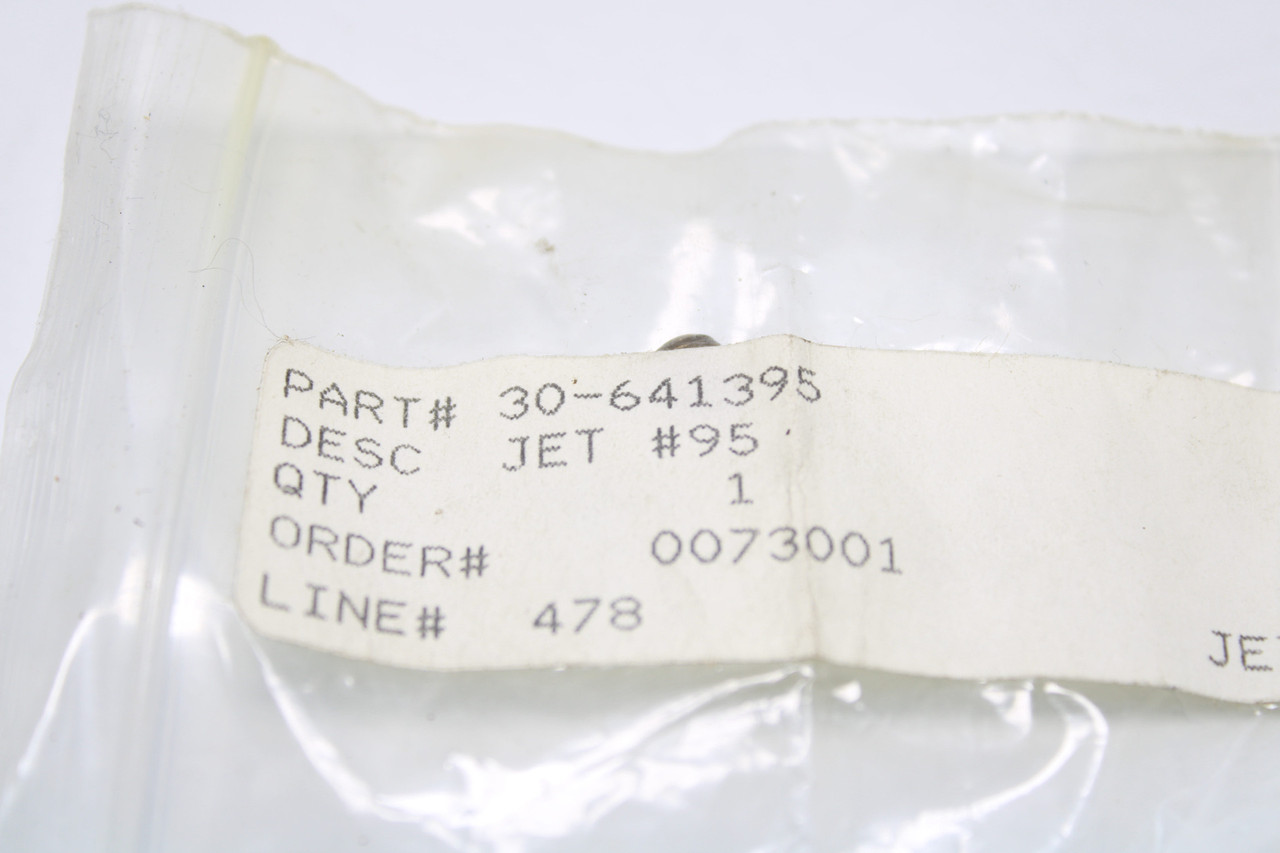 PART# 30-641395
DESC JET #95
QTY 1
ORDER# 0073001
LINE# 478